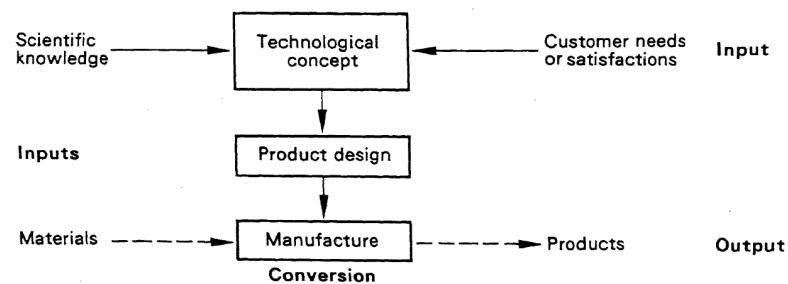 Scientific
knowledge
Technological
concept
Customer needs
or satisfactions
Input
Inputs
Product design
Materials
Manufacture
Products
Output
Conversion